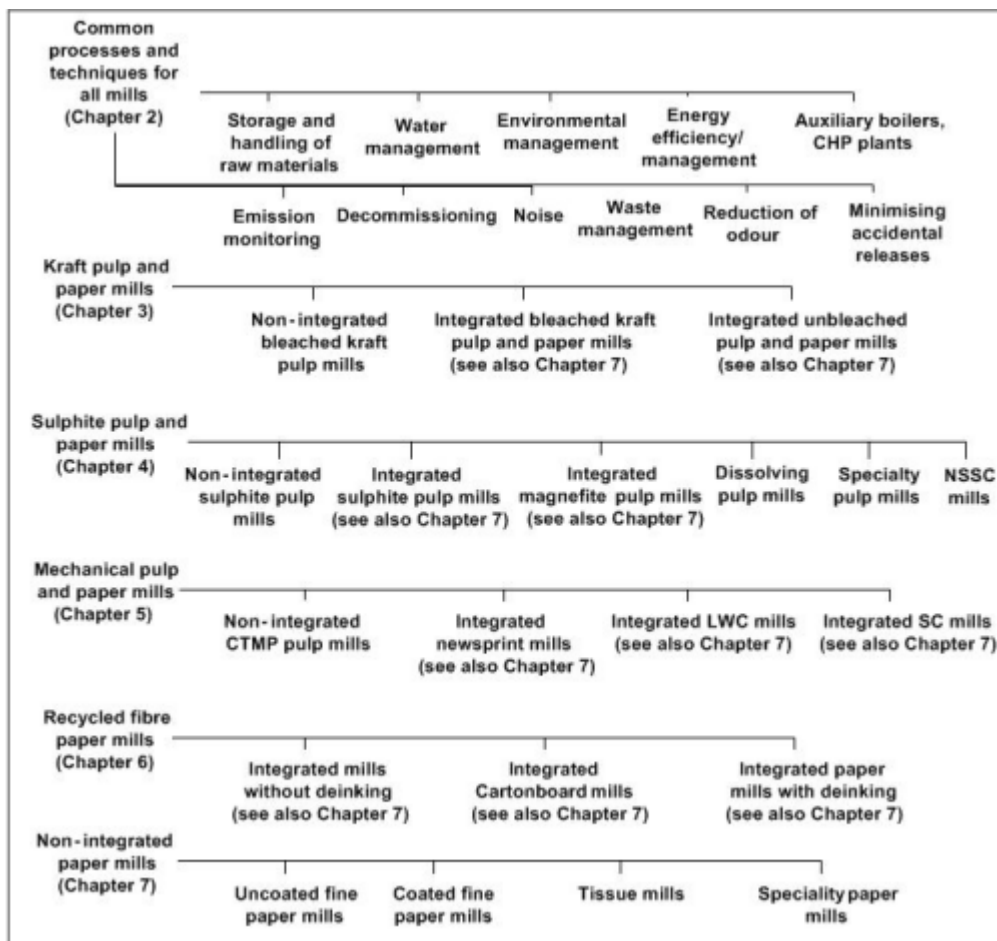 Common
processes and
techniques for
all mills
(Chapter 2)
Storage and
handling of
raw materials
Water
management
Environmental
management
Energy
efficiency/
management
Auxiliary boilers,
CHP plants
Emission
monitoring
Decommissioning
Noise
Waste
management
Reduction of
odour
Minimising
accidental
releases
Kraft pulp and
paper mills
(Chapter 3)
Non-integrated
bleached kraft
pulp mills
Integrated bleached kraft
pulp and paper mills
(see also Chapter 7)
Integrated unbleached
pulp and paper mills
(see also Chapter 7)
Sulphite pulp and
paper mills
(Chapter 4)
Non-integrated
sulphite pulp
mills
Integrated
sulphite pulp mills
(see also Chapter 7)
Integrated
magnefite pulp mills
(see also Chapter 7)
Dissolving
pulp mills
Specialty
pulp mills
NSSC
mills
Mechanical pulp
and paper mills
(Chapter 5)
Non-integrated
CTMP pulp mills
Integrated
newsprint mills
(see also Chapter 7)
Integrated LWC mills
(see also Chapter 7)
Integrated SC mills
(see also Chapter 7)
Recycled fibre
paper mills
(Chapter 6)
Integrated mills
without deinking
(see also Chapter 7)
Integrated
Cartonboard mills
(see also Chapter 7)
Integrated paper
mills with deinking
(see also Chapter 7)
Non-integrated
paper mills
(Chapter 7)
Uncoated fine
paper mills
Coated fine
paper mills
Tissue mills
Speciality paper
mills